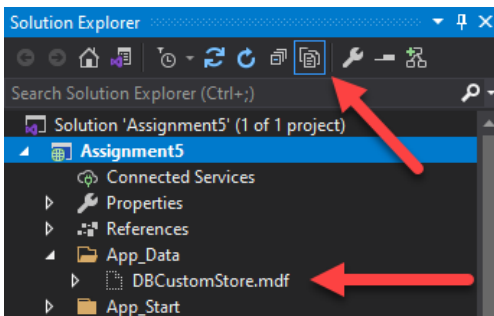 Solution Explorer
Search Solution Explorer (Ctrl+;)
Solution 'Assignment5' (1 of 1 project)
Assignment5
Connected Services
Properties
References
App_Data
DBCustomStore.mdf
App_Start